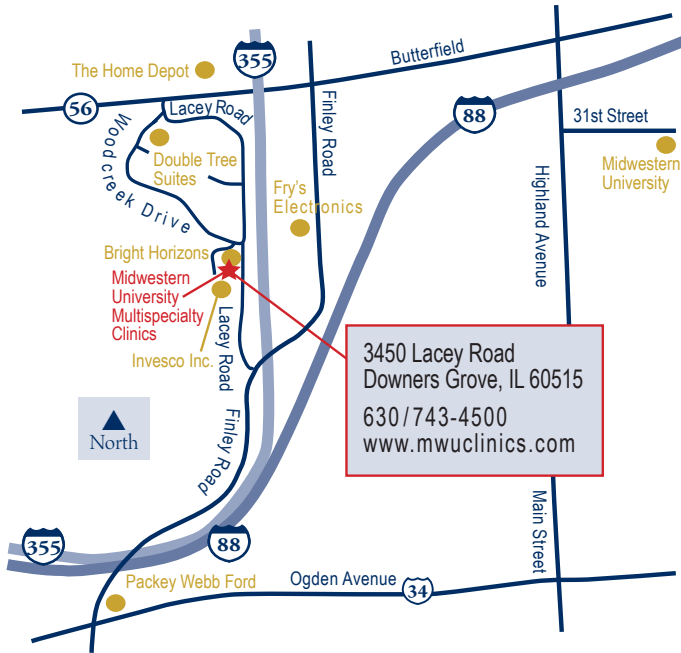 355
Butterfield
The Home Depot
56
Lacey Road
88
31st Street
Woodcreek Drive
Finley Road
Double Tree
Suites
Midwestern
University
Highland Avenue
Fry's
Electronics
Bright Horizons
Midwestern
University
Multispecialty
Clinics
Invesco Inc.
Lacey Road
3450 Lacey Road
Downers Grove, IL 60515
630/743-4500
www.mwuclinics.com
North
Finley Road
Main Street
355
88
Packey Webb Ford
Ogden Avenue
34